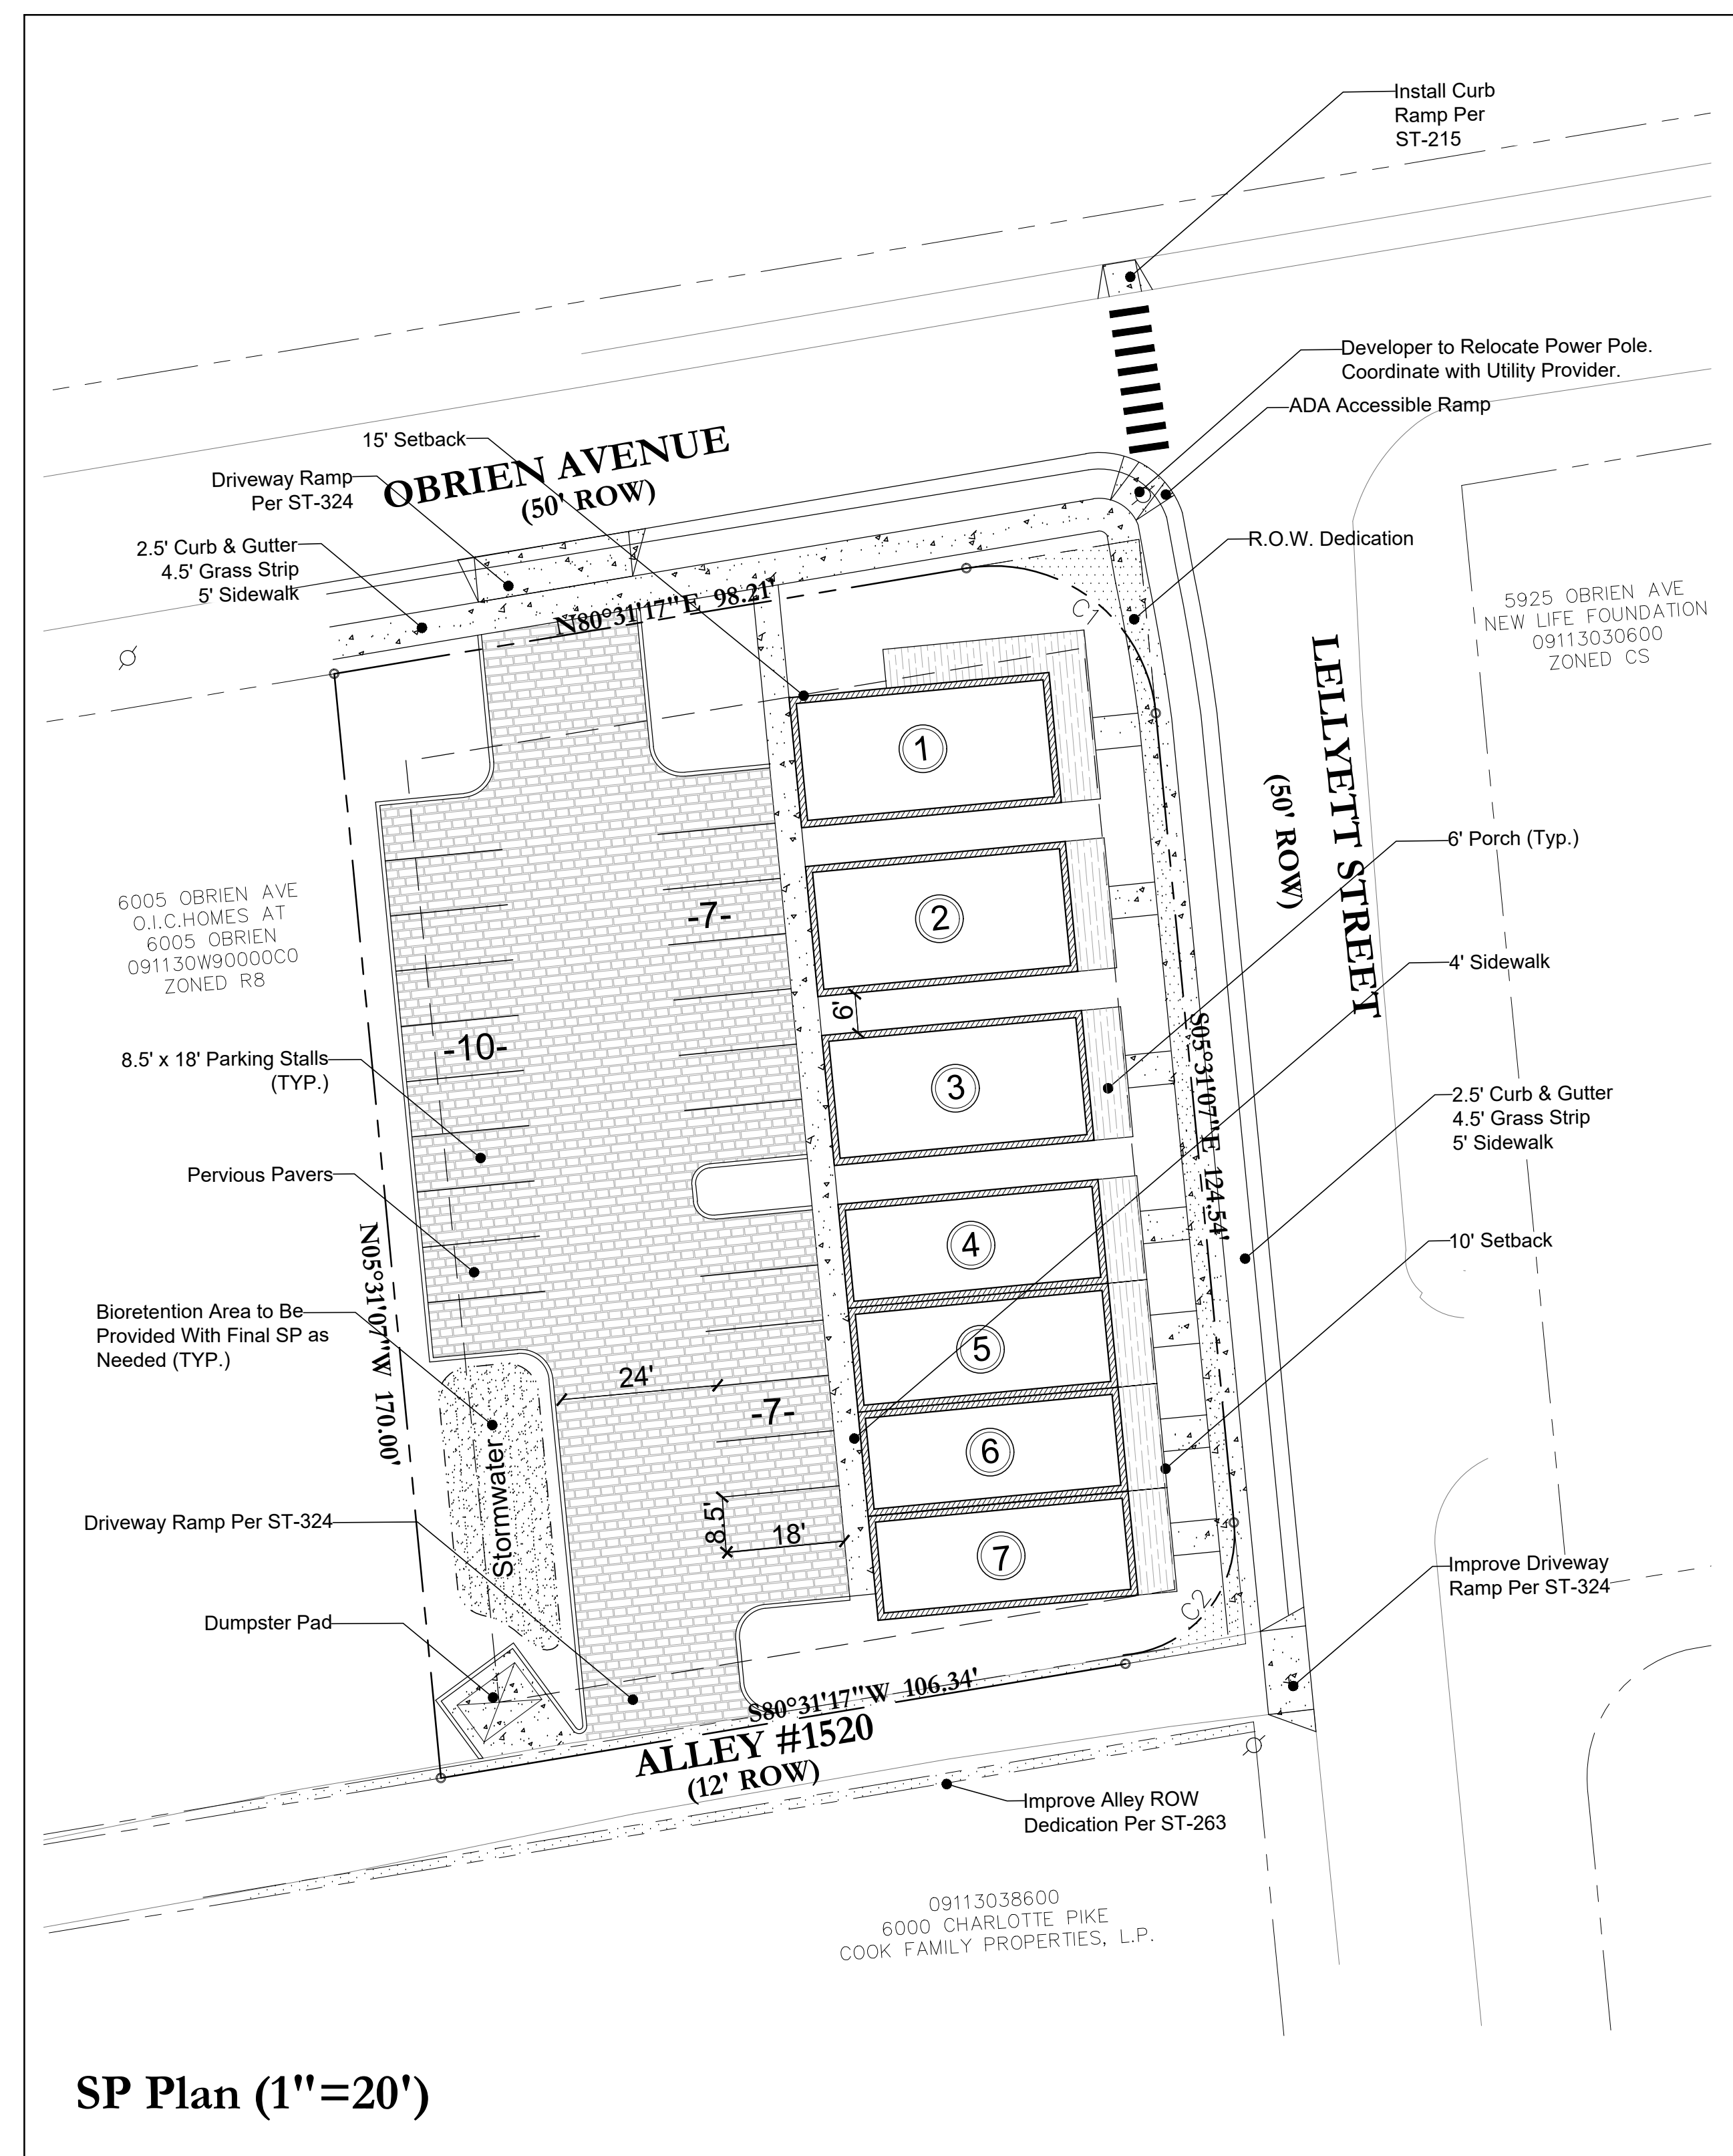 Install Curb
Ramp Per
ST-215
Developer to Relocate Power Pole.
Coordinate with Utility Provider.
ADA Accessible Ramp
15' Setback
OBRIEN AVENUE
(50' ROW)
Driveway Ramp
Per ST-324
2.5' Curb & Gutter
4.5' Grass Strip
5' Sidewalk
R.O.W. Dedication
N80°31'17"E 98.21'
C1
5925 OBRIEN AVE
NEW LIFE FOUNDATION
09113030600
ZONED CS
LELLYETT STREET
(50' ROW)
1
6' Porch (Typ.)
6005 OBRIEN AVE
O.I.C.HOMES AT
6005 OBRIEN
091130W90000C0
ZONED R8
-7-
2
4' Sidewalk
6'
-10-
8.5' x 18' Parking Stalls
(TYP.)
3
S05°31'07"E 124.54'
2.5' Curb & Gutter
4.5' Grass Strip
5' Sidewalk
Pervious Pavers
4
10' Setback
N05°31'07"W 170.00'
Bioretention Area to Be
Provided With Final SP as
Needed (TYP.)
5
24'
-7-
6
Stormwater
Driveway Ramp Per ST-324
8.5'
18'
7
Improve Driveway
Ramp Per ST-324
Dumpster Pad
C2
S80°31'17"W 106.34'
ALLEY #1520
(12' ROW)
Improve Alley ROW
Dedication Per ST-263
09113038600
6000 CHARLOTTE PIKE
COOK FAMILY PROPERTIES, L.P.
SP Plan (1"=20')